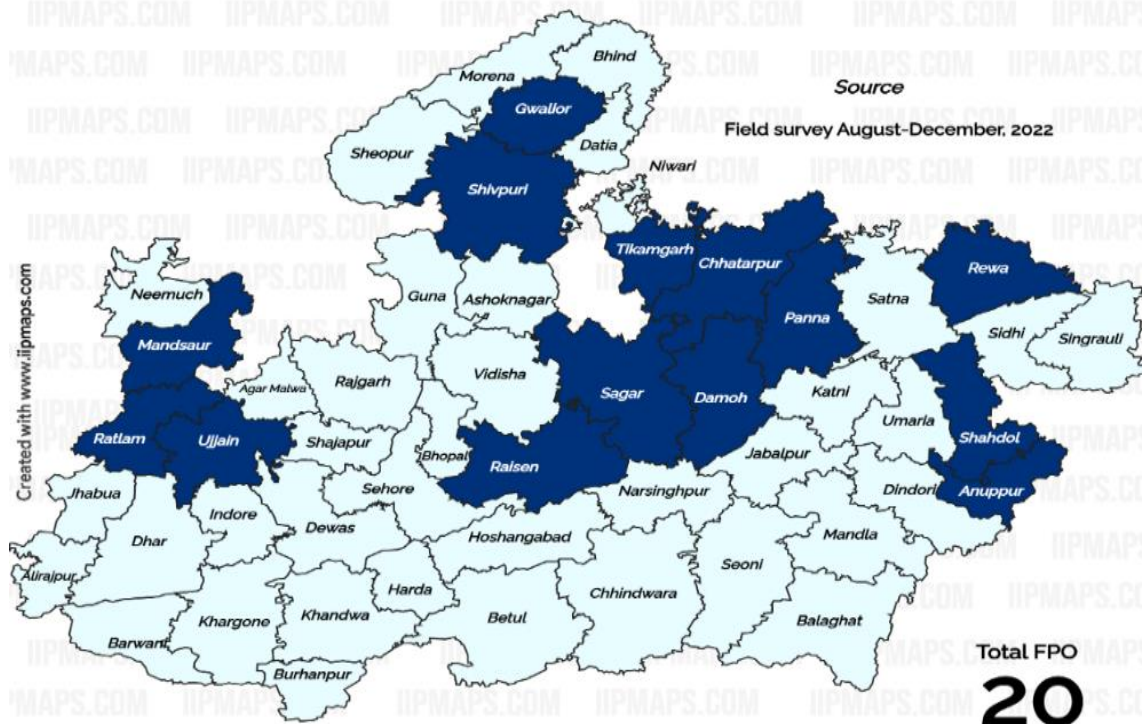 Bhind
Morena
Gwalior
Source
Field survey August-December, 2022
Sheopur
Datia
Niwari
Shivpuri
Tikamgarh
Chhatarpur
Rewa
Neemuch
Guna
Ashoknagar
Satna
Panna
Sidhi
Singrauli
Mandsaur
Agar Malwa
Rajgarh
Vidisha
Sagar
Damoh
Katni
Umaria
Ratlam
Ujjain
Shajapur
Bhopal
Raisen
Jabalpur
Shahdol
Jhabua
Indore
Sehore
Narsinghpur
Dindori
Anuppur
Dhar
Dewas
Hoshangabad
Mandla
Alirajpur
Harda
Seoni
Barwani
Khargone
Khandwa
Betul
Chhindwara
Balaghat
Burhanpur
Total FPO
20
Created with www.iipmaps.com
IIPMAPS.COM